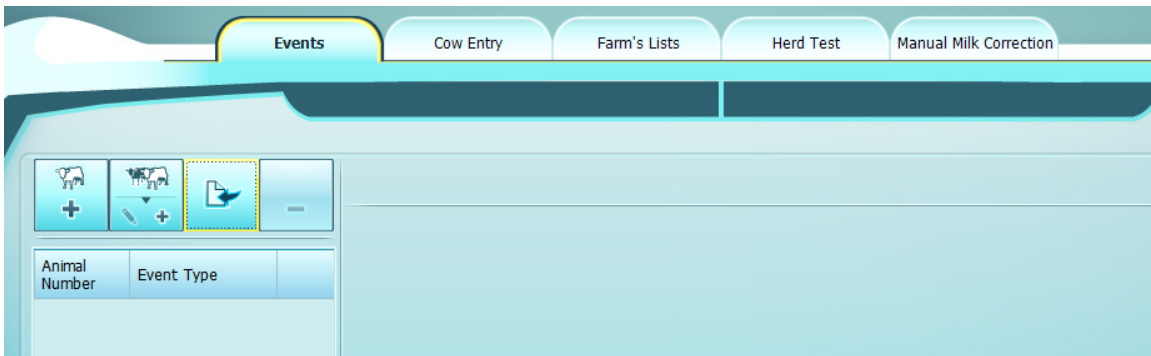 Events
Cow Entry
Farm's Lists
Herd Test
Manual Milk Correction
Animal
Number
Event Type